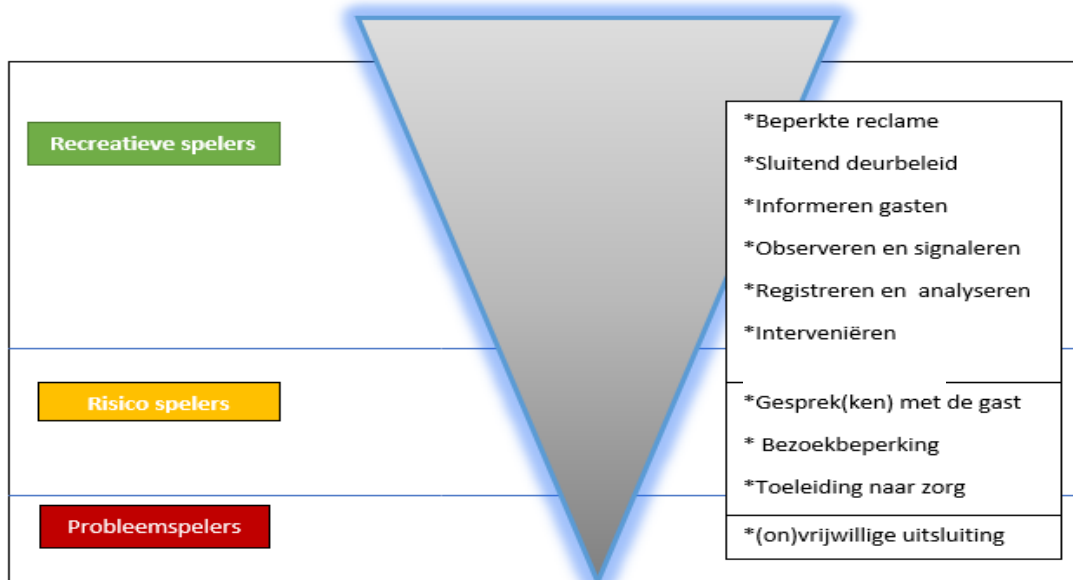 Recreatieve spelers
*Beperkte reclame
*Sluitend deurbeleid
*Informeren gasten
*Observeren en signaleren
*Registreren en analyseren
*Interveniëren
Risico spelers
*Gesprek(ken) met de gast
* Bezoekbeperking
*Toeleiding naar zorg
Probleemspelers
*(on)vrijwillige uitsluiting